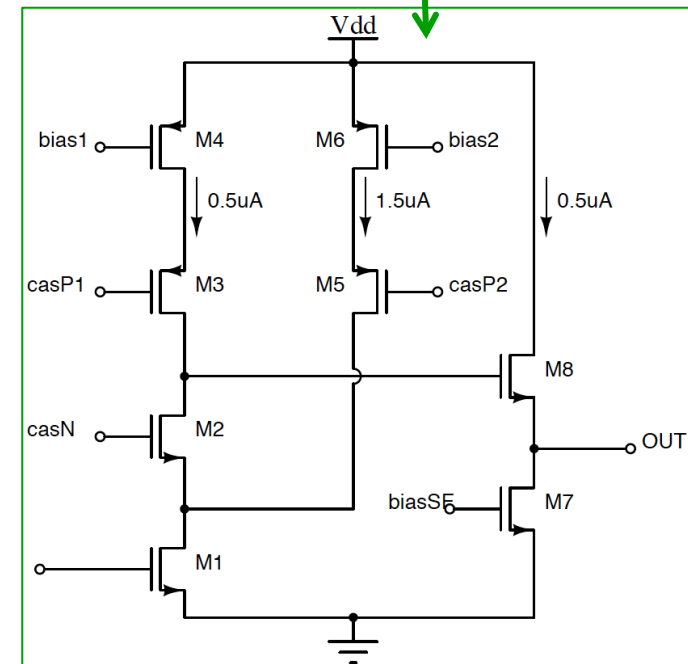 Vdd
bias1 M4 M6 bias2
0.5uA 1.5uA 0.5uA
casP1 M3 M5 casP2
M8
casN M2
OUT
biasSF M7
M1